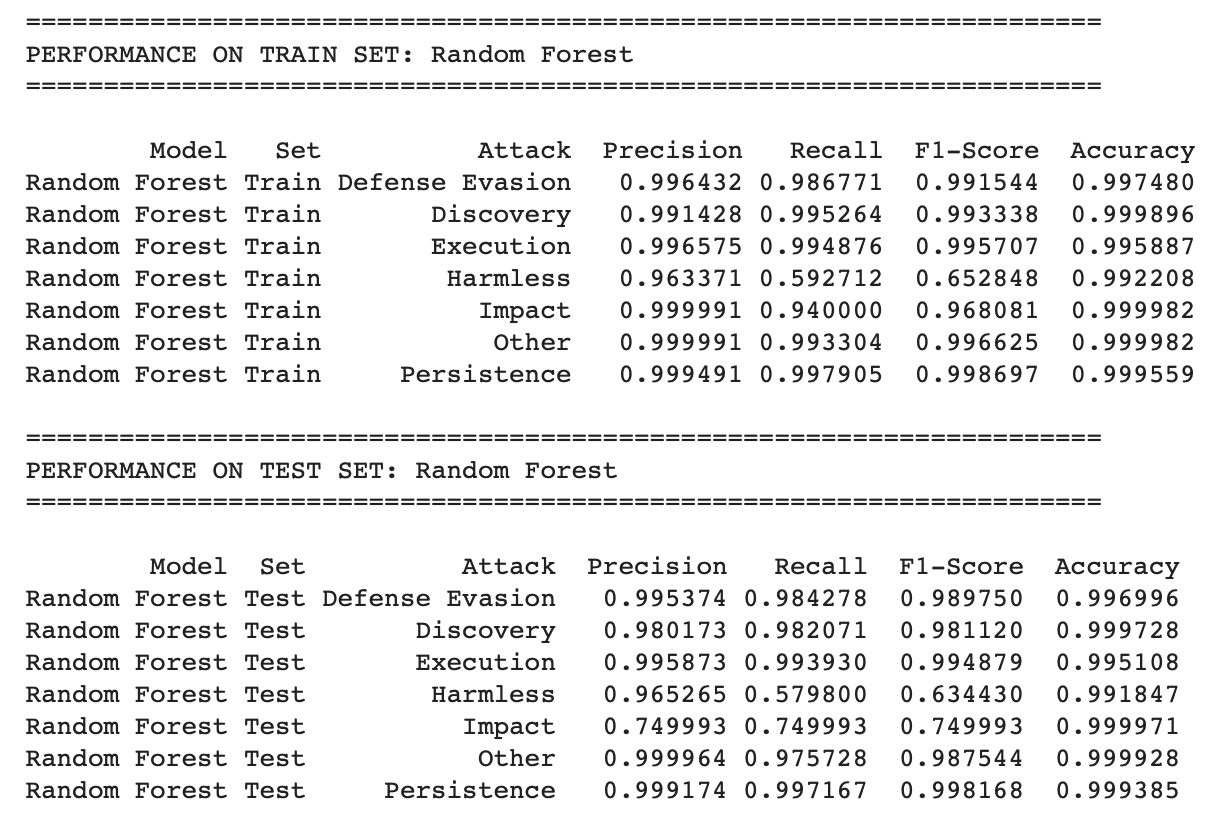 =====================================================================
PERFORMANCE ON TRAIN SET: Random Forest
=====================================================================
Model Set Attack Precision Recall F1-Score Accuracy
Random Forest Train Defense Evasion 0.996432 0.986771 0.991544 0.997480
Random Forest Train Discovery 0.991428 0.995264 0.993338 0.999896
Random Forest Train Execution 0.996575 0.994876 0.995707 0.995887
Random Forest Train Harmless 0.963371 0.592712 0.652848 0.992208
Random Forest Train Impact 0.999991 0.940000 0.968081 0.999982
Random Forest Train Other 0.999991 0.993304 0.996625 0.999982
Random Forest Train Persistence 0.999491 0.997905 0.998697 0.999559
=====================================================================
PERFORMANCE ON TEST SET: Random Forest
=====================================================================
Model Set Attack Precision Recall F1-Score Accuracy
Random Forest Test Defense Evasion 0.995374 0.984278 0.989750 0.996996
Random Forest Test Discovery 0.980173 0.982071 0.981120 0.999728
Random Forest Test Execution 0.995873 0.993930 0.994879 0.995108
Random Forest Test Harmless 0.965265 0.579800 0.634430 0.991847
Random Forest Test Impact 0.749993 0.749993 0.749993 0.999971
Random Forest Test Other 0.999964 0.975728 0.987544 0.999928
Random Forest Test Persistence 0.999174 0.997167 0.998168 0.999385